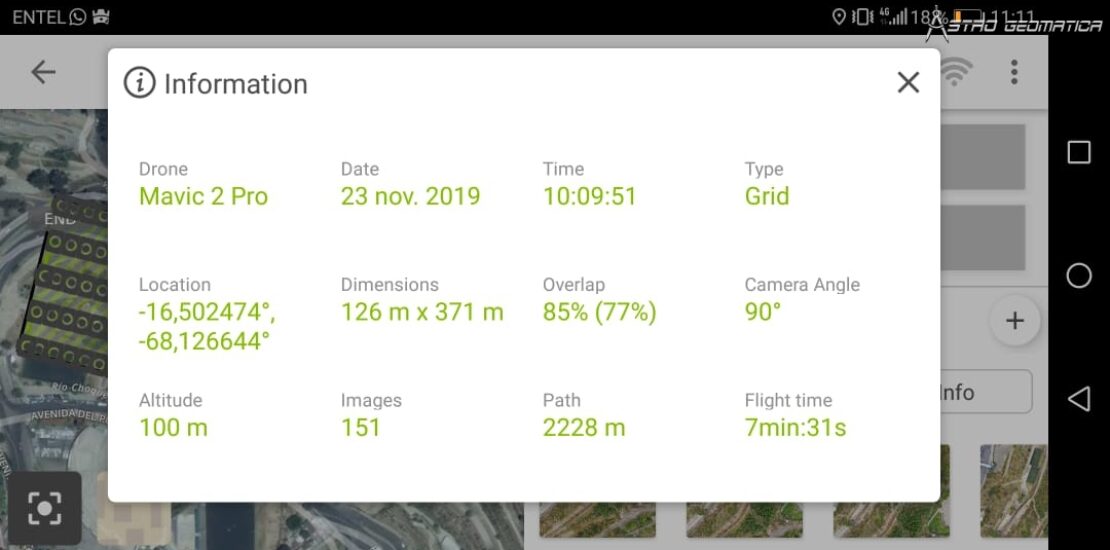 ENTEL
4G
18%
11:11
ASTRO GEOMATICA
Information
Drone
Mavic 2 Pro
Date
23 nov. 2019
Time
10:09:51
Type
Grid
END
Location
-16,502474°,
-68,126644°
Dimensions
126 m x 371 m
Overlap
85% (77%)
Camera Angle
90°
Altitude
100 m
Images
151
Path
2228 m
Flight time
7min:31s
Info
Río
AVENIDA DEL